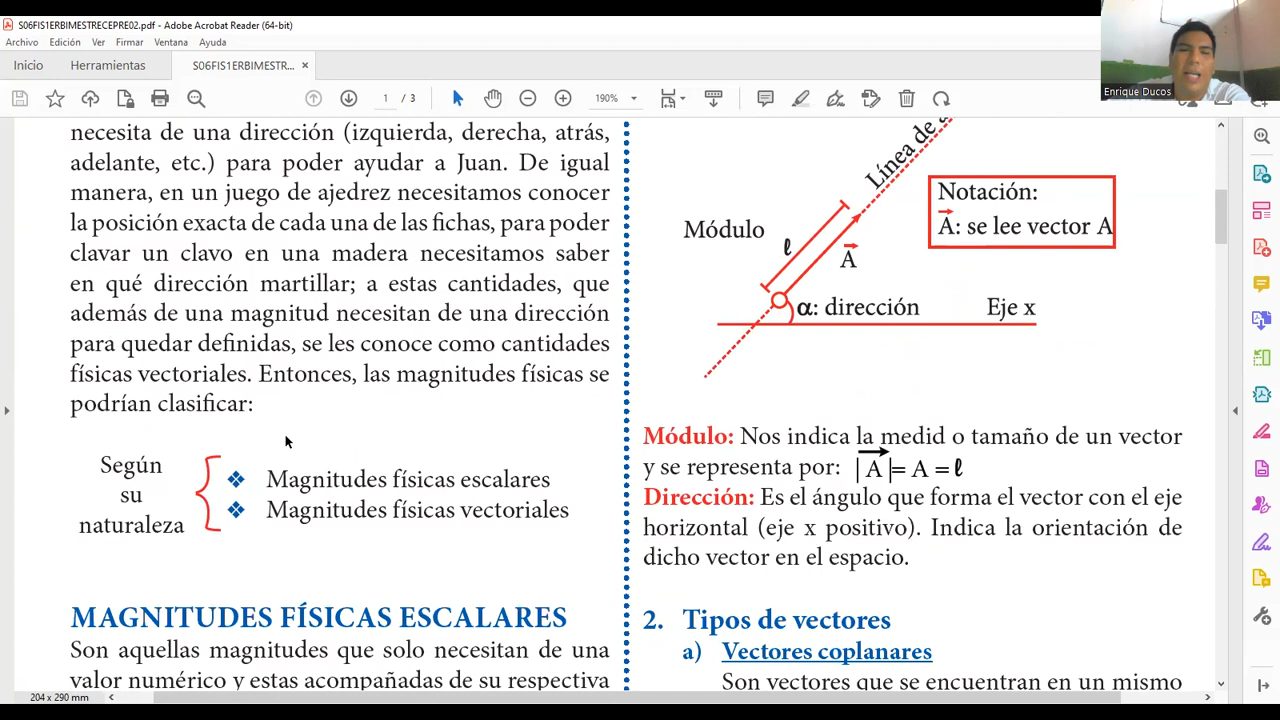 S06FIS1ERBIMESTRECEPRE02.pdf - Adobe Acrobat Reader (64-bit)
Archivo Edición Ver Firmar Ventana Ayuda
Inicio Herramientas S06FIS1ERBIMESTR... ×
1 / 3 190%
Enrique Ducos
necesita de una dirección (izquierda, derecha, atrás,
adelante, etc.) para poder ayudar a Juan. De igual
manera, en un juego de ajedrez necesitamos conocer
la posición exacta de cada una de las fichas, para poder
clavar un clavo en una madera necesitamos saber
en qué dirección martillar; a estas cantidades, que
además de una magnitud necesitan de una dirección
para quedar definidas, se les conoce como cantidades
físicas vectoriales. Entonces, las magnitudes físicas se
podrían clasificar:
Según
su
naturaleza
Magnitudes físicas escalares
Magnitudes físicas vectoriales
MAGNITUDES FÍSICAS ESCALARES
Son aquellas magnitudes que solo necesitan de una
valor numérico y estas acompañadas de su respectiva
Línea de
Módulo
ℓ
A⃗
α: dirección
Eje x
Notación:
A⃗: se lee vector A
Módulo: Nos indica la medid o tamaño de un vector
y se representa por: |A⃗|= A = ℓ
Dirección: Es el ángulo que forma el vector con el eje
horizontal (eje x positivo). Indica la orientación de
dicho vector en el espacio.
2. Tipos de vectores
a) Vectores coplanares
Son vectores que se encuentran en un mismo
204 x 290 mm